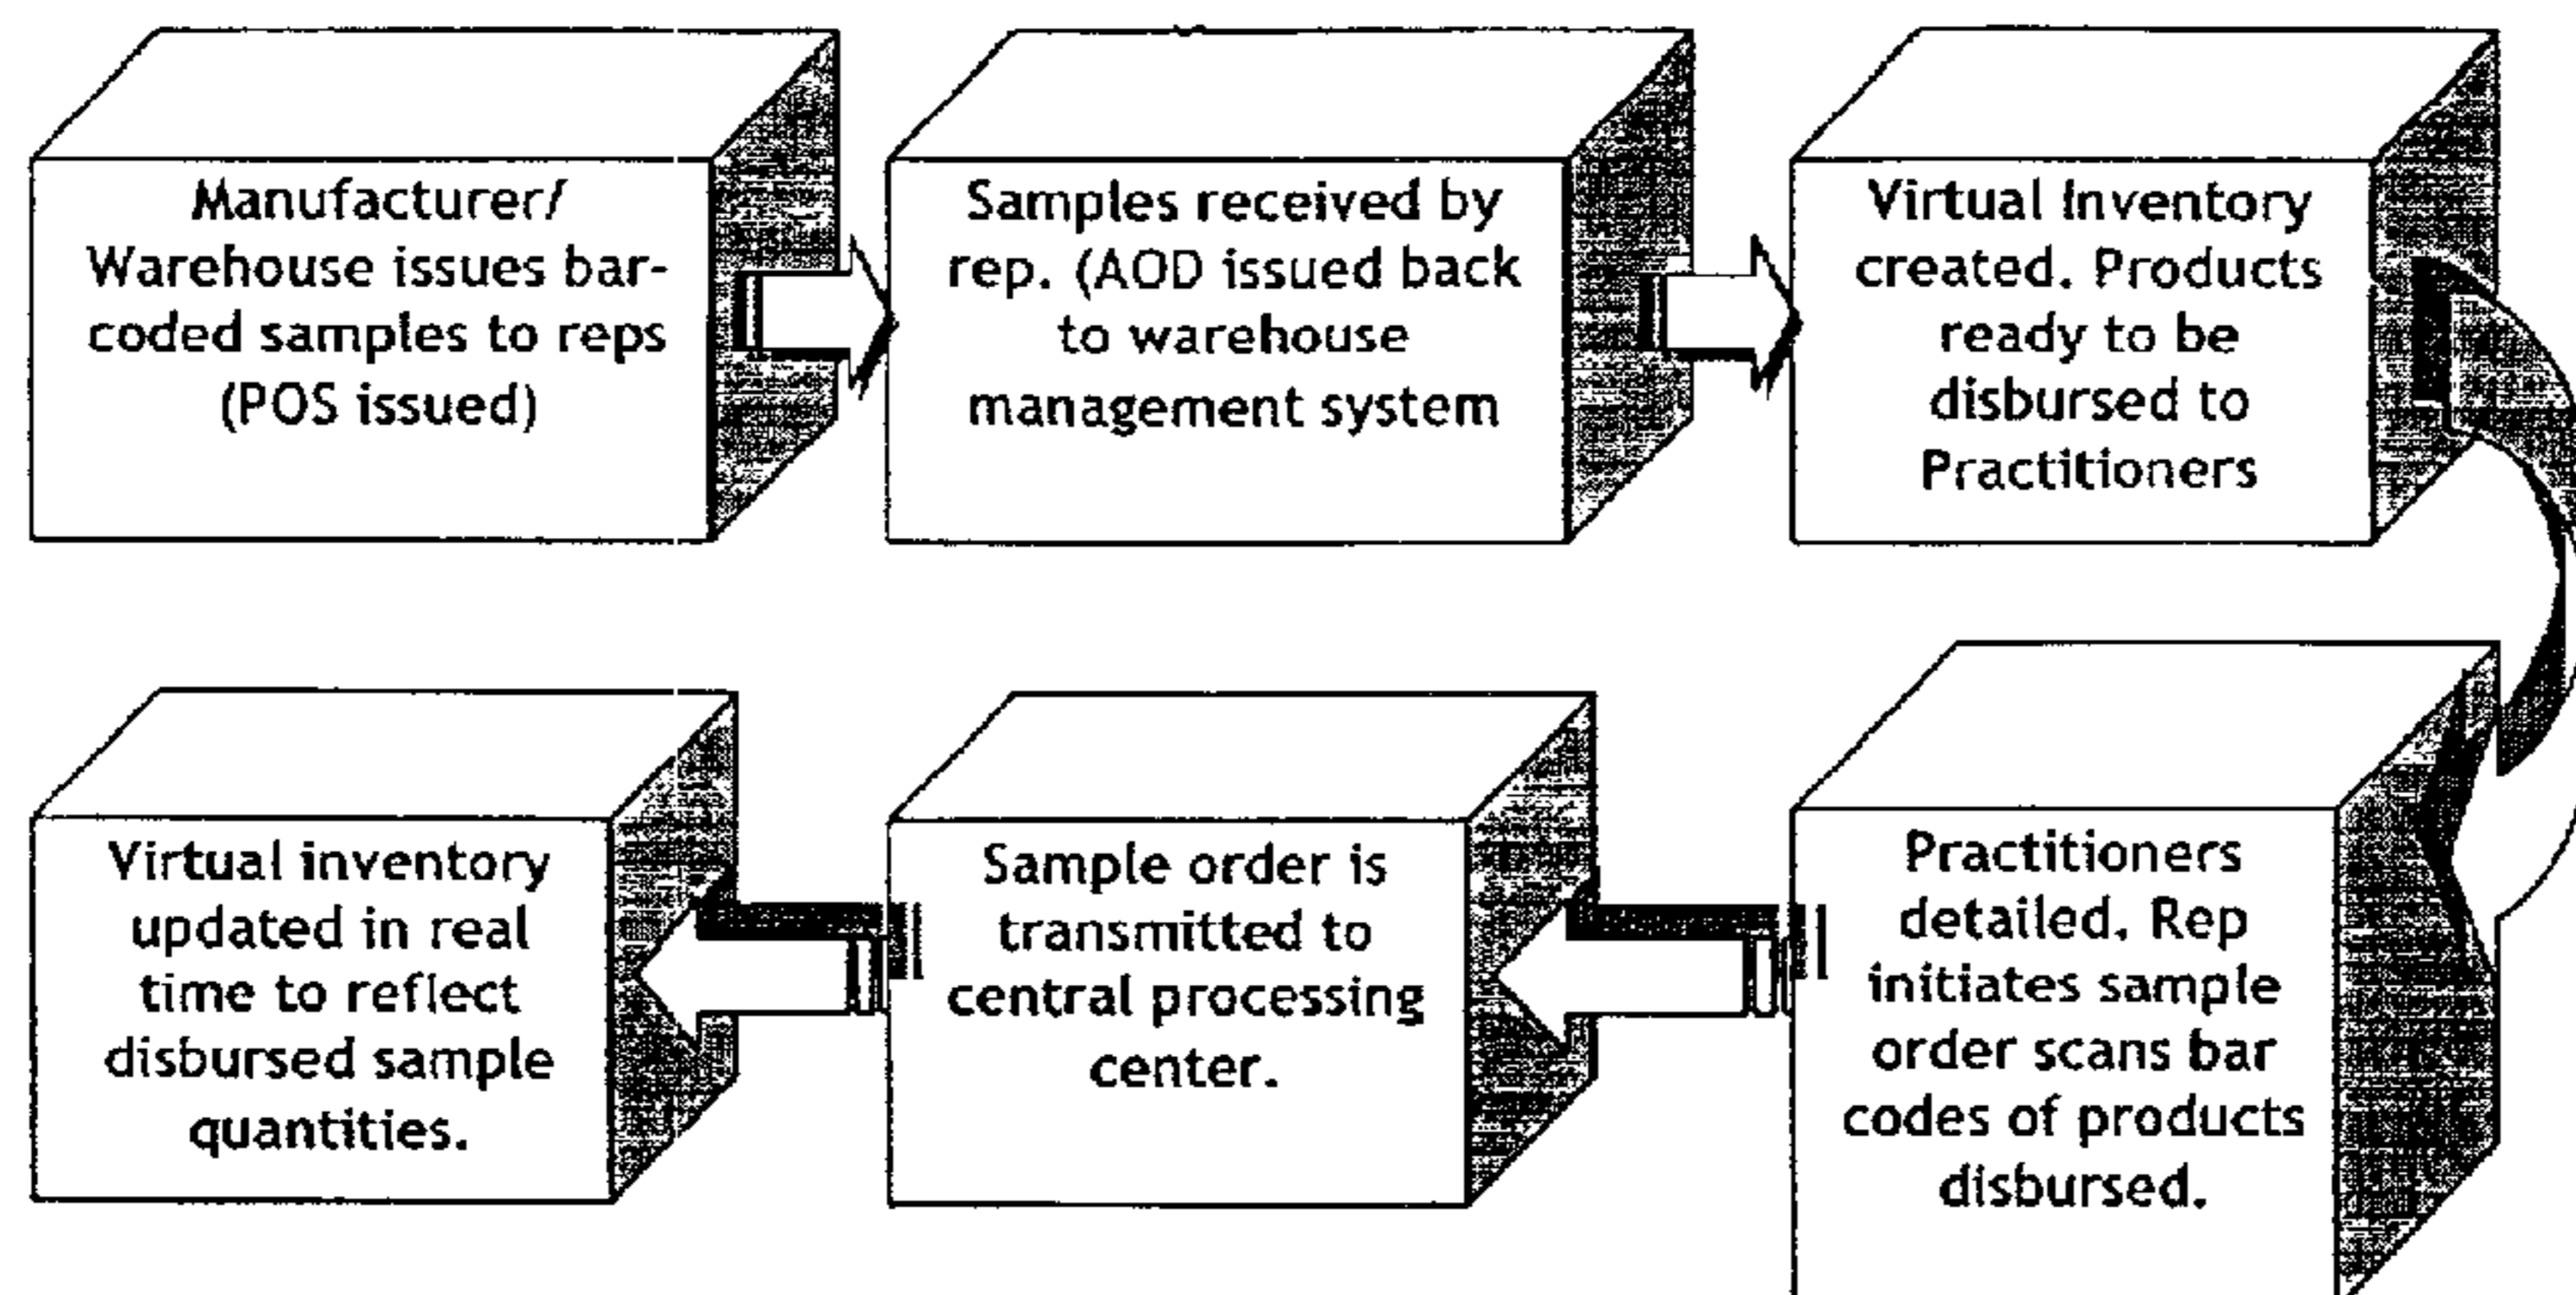 Manufacturer/
Warehouse issues bar-
coded samples to reps
(POS issued)
Samples received by
rep. (AOD issued back
to warehouse
management system
Virtual Inventory
created. Products
ready to be
disbursed to
Practitioners
Practitioners
detailed. Rep
initiates sample
order scans bar
codes of products
disbursed.
Sample order is
transmitted to
central processing
center.
Virtual inventory
updated in real
time to reflect
disbursed sample
quantities.